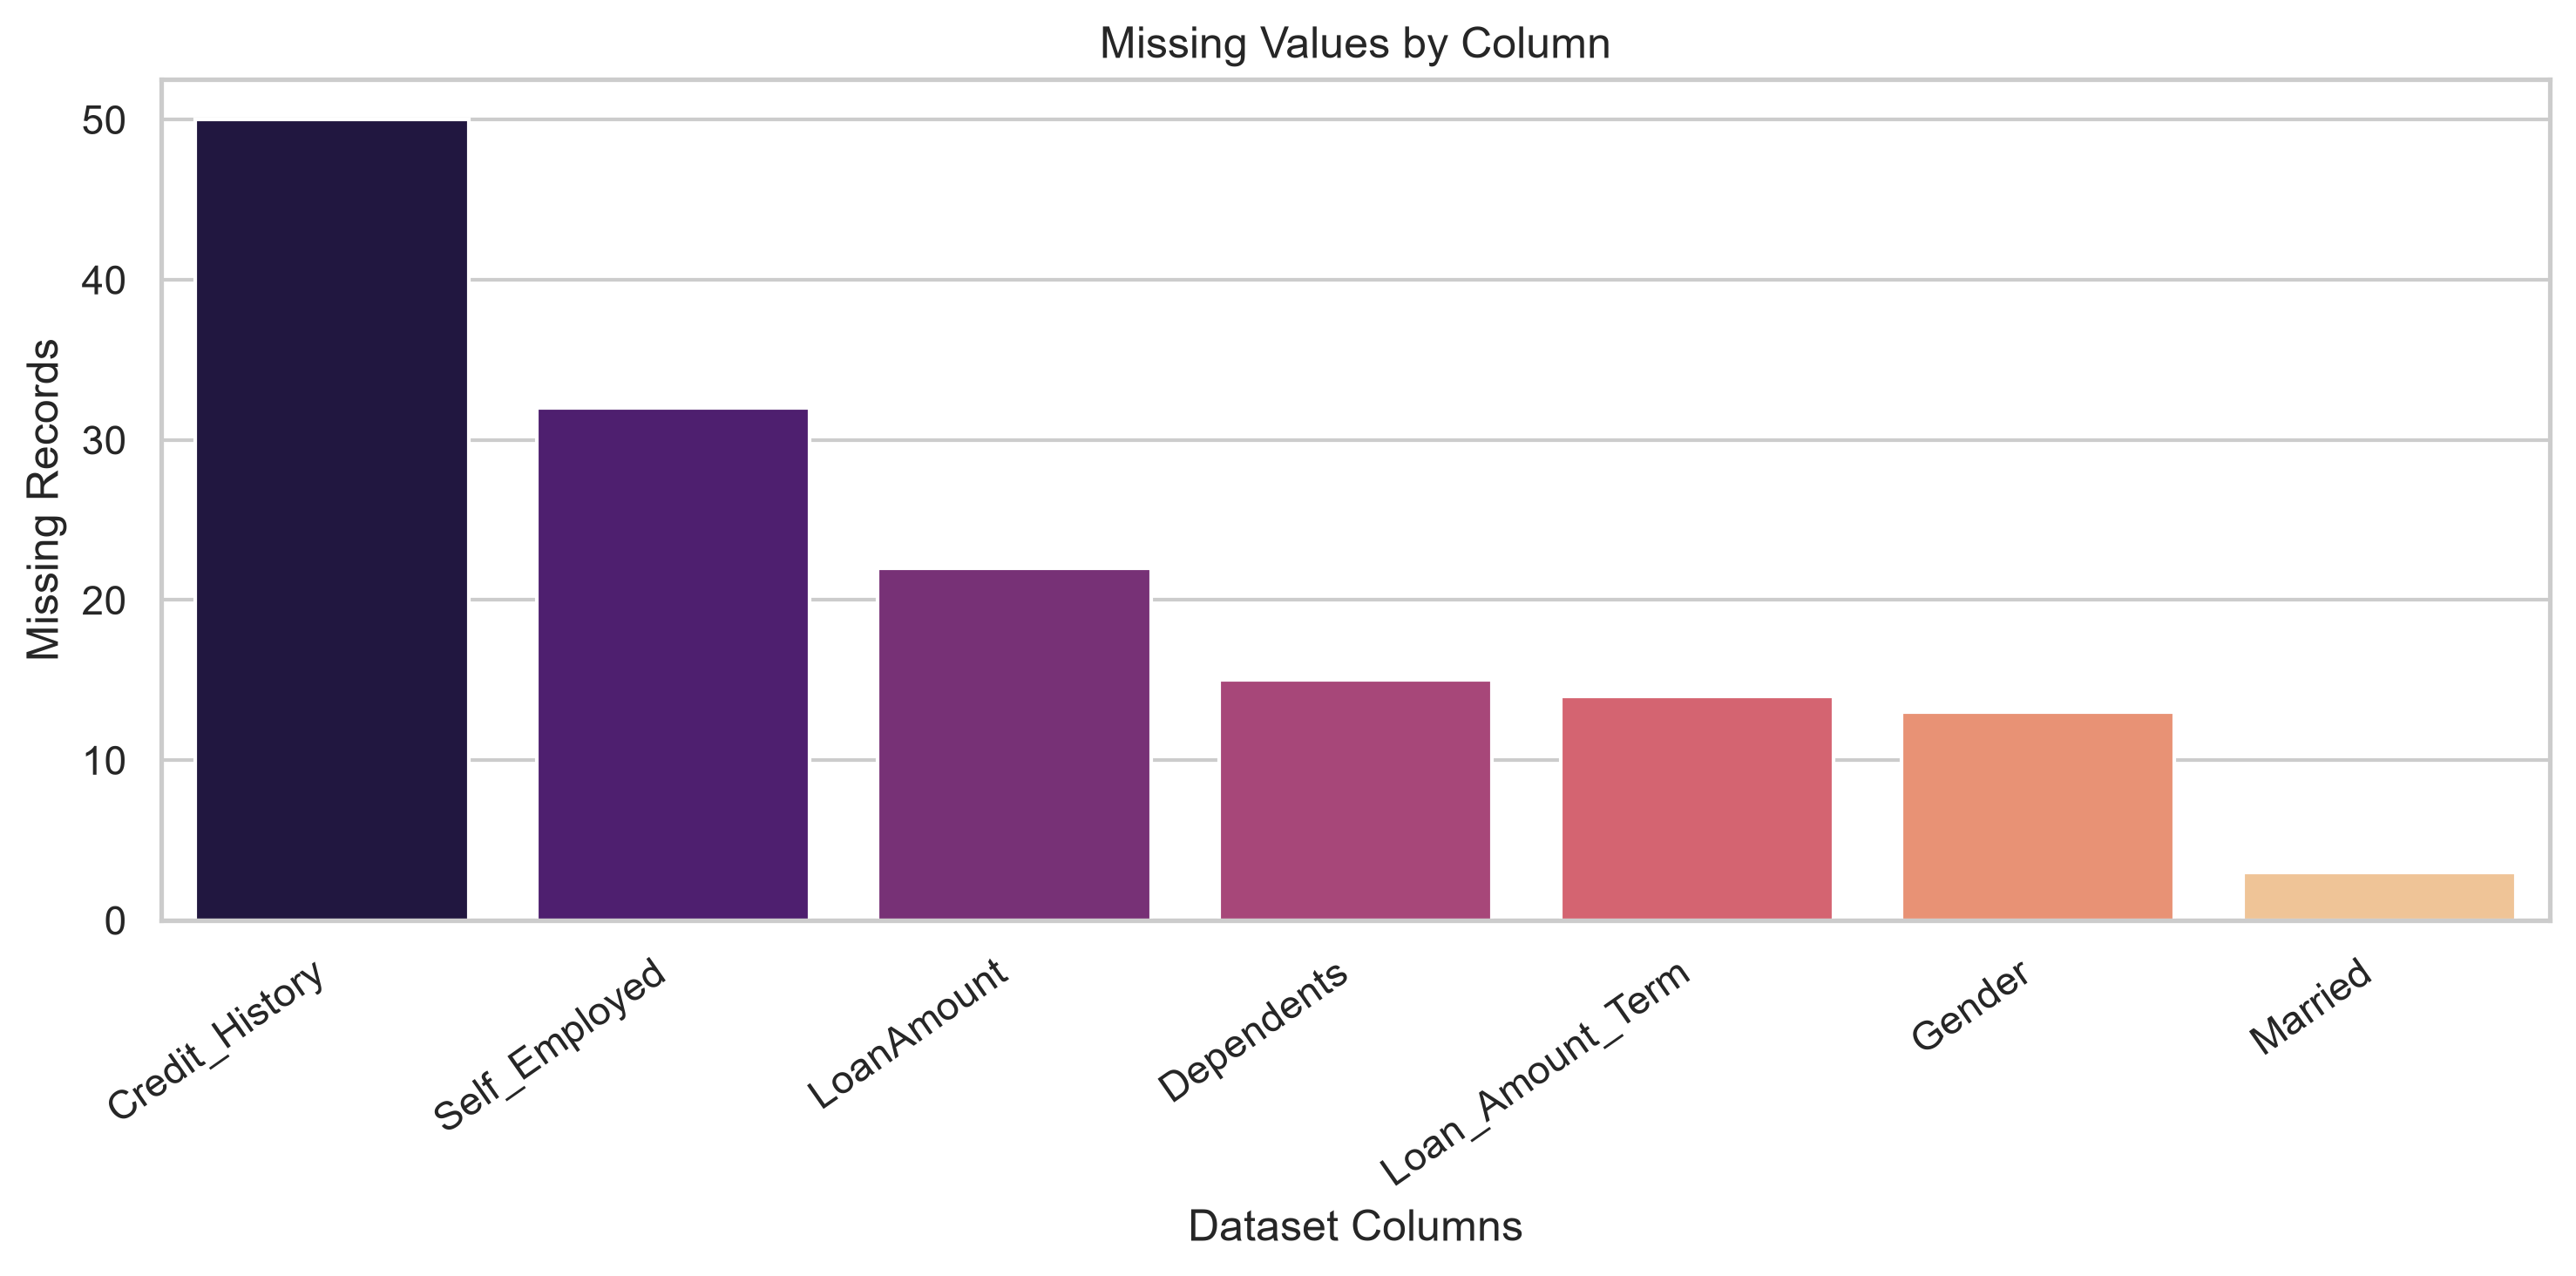 Missing Values by Column
Missing Records
50
40
30
20
10
0
Credit_History
Self_Employed
LoanAmount
Dependents
Loan_Amount_Term
Gender
Married
Dataset Columns